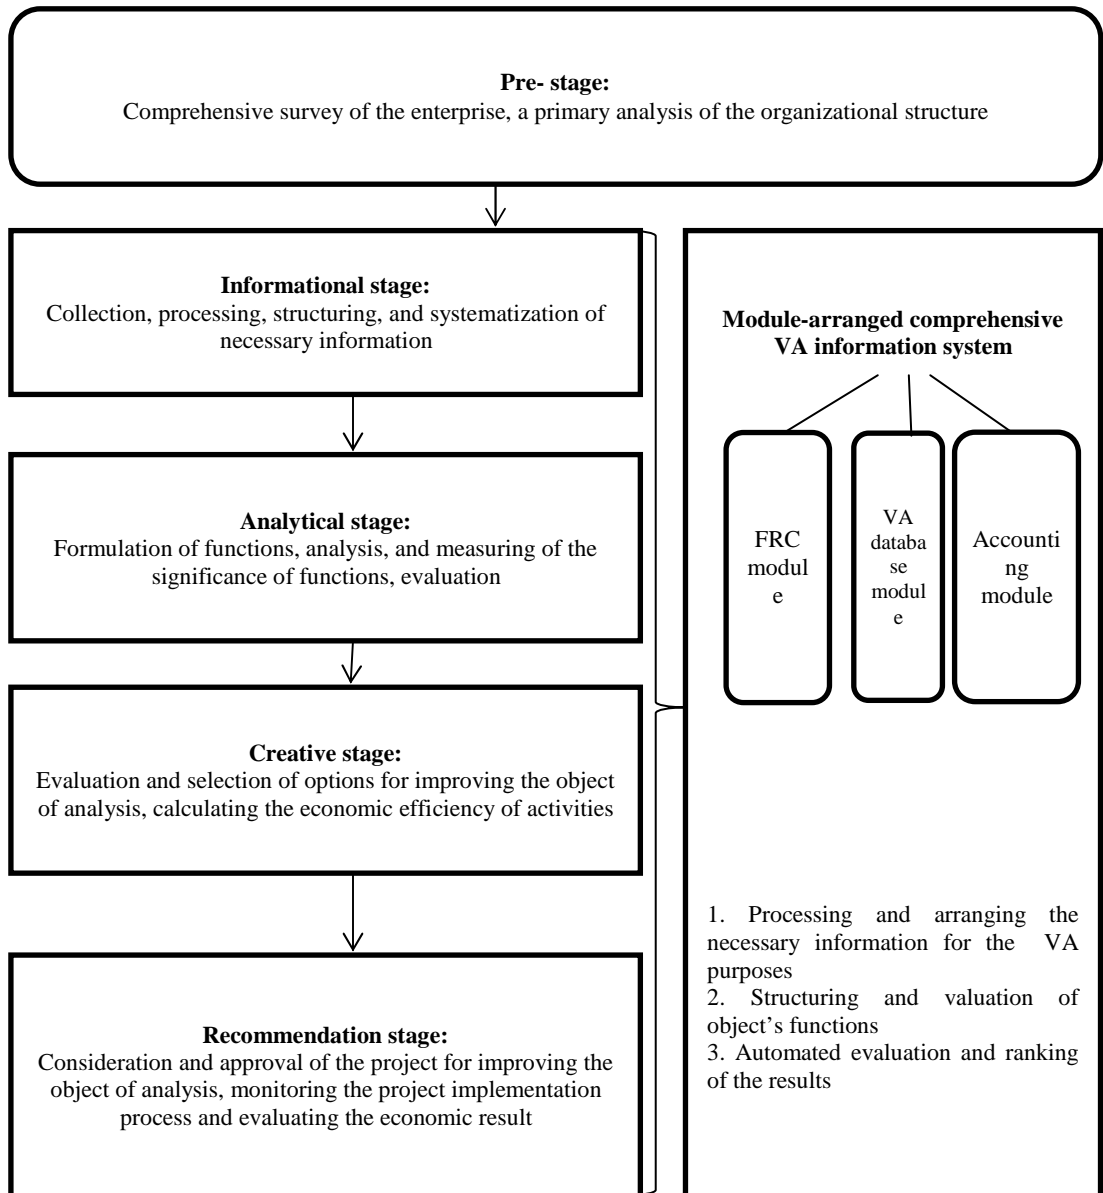 Pre- stage:
Comprehensive survey of the enterprise, a primary analysis of the organizational structure
Informational stage:
Collection, processing, structuring, and systematization of
necessary information
Analytical stage:
Formulation of functions, analysis, and measuring of the
significance of functions, evaluation
Creative stage:
Evaluation and selection of options for improving the object
of analysis, calculating the economic efficiency of activities
Recommendation stage:
Consideration and approval of the project for improving the
object of analysis, monitoring the project implementation
process and evaluating the economic result
Module-arranged comprehensive
VA information system
FRC
modul
e
VA
databa
se
modul
e
Accounti
ng
module
1. Processing and arranging the
necessary information for the VA
purposes
2. Structuring and valuation of
object’s functions
3. Automated evaluation and ranking
of the results